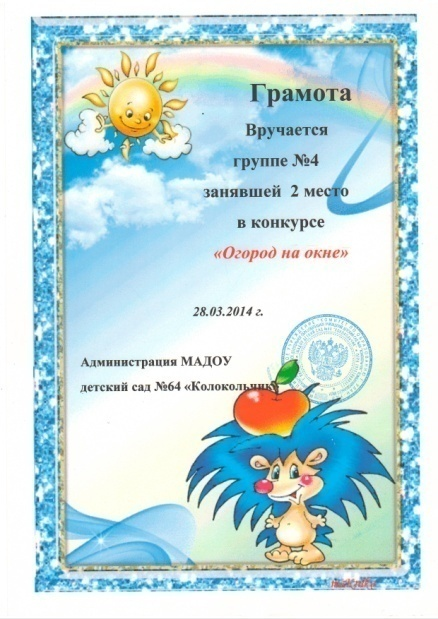 Грамота
Вручается
группе №4
занявшей 2 место
в конкурсе
«Огород на окне»
28.03.2014 г.
Администрация МАДОУ
детский сад №64 «Колокольчик»